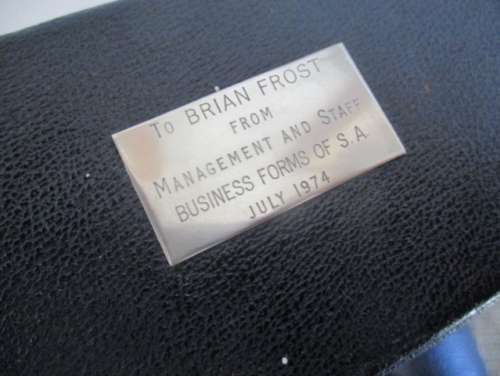 To BRIAN FROST
FROM
MANAGEMENT AND STAFF
BUSINESS FORMS OF S.A.
JULY 1974